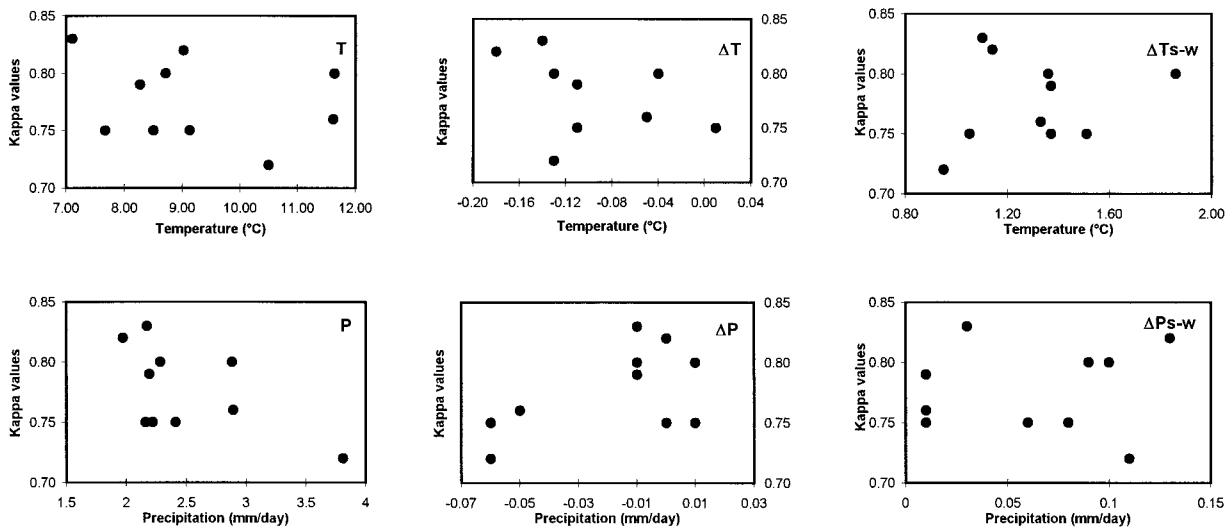 0.85
T
Kappa values
0.80
0.75
0.70
7.00 8.00 9.00 10.00 11.00 12.00
Temperature (°C)
0.85
ΔT
Kappa values
0.80
0.75
0.70
-0.20 -0.16 -0.12 -0.08 -0.04 0.00 0.04
Temperature (°C)
0.85
ΔTs-w
Kappa values
0.80
0.75
0.70
0.80 1.20 1.60 2.00
Temperature (°C)
0.85
P
Kappa values
0.80
0.75
0.70
1.5 2 2.5 3 3.5 4
Precipitation (mm/day)
0.85
ΔP
Kappa values
0.80
0.75
0.70
-0.07 -0.05 -0.03 -0.01 0.01 0.03
Precipitation (mm/day)
0.85
ΔPs-w
Kappa values
0.80
0.75
0.70
0 0.05 0.1 0.15
Precipitation (mm/day)